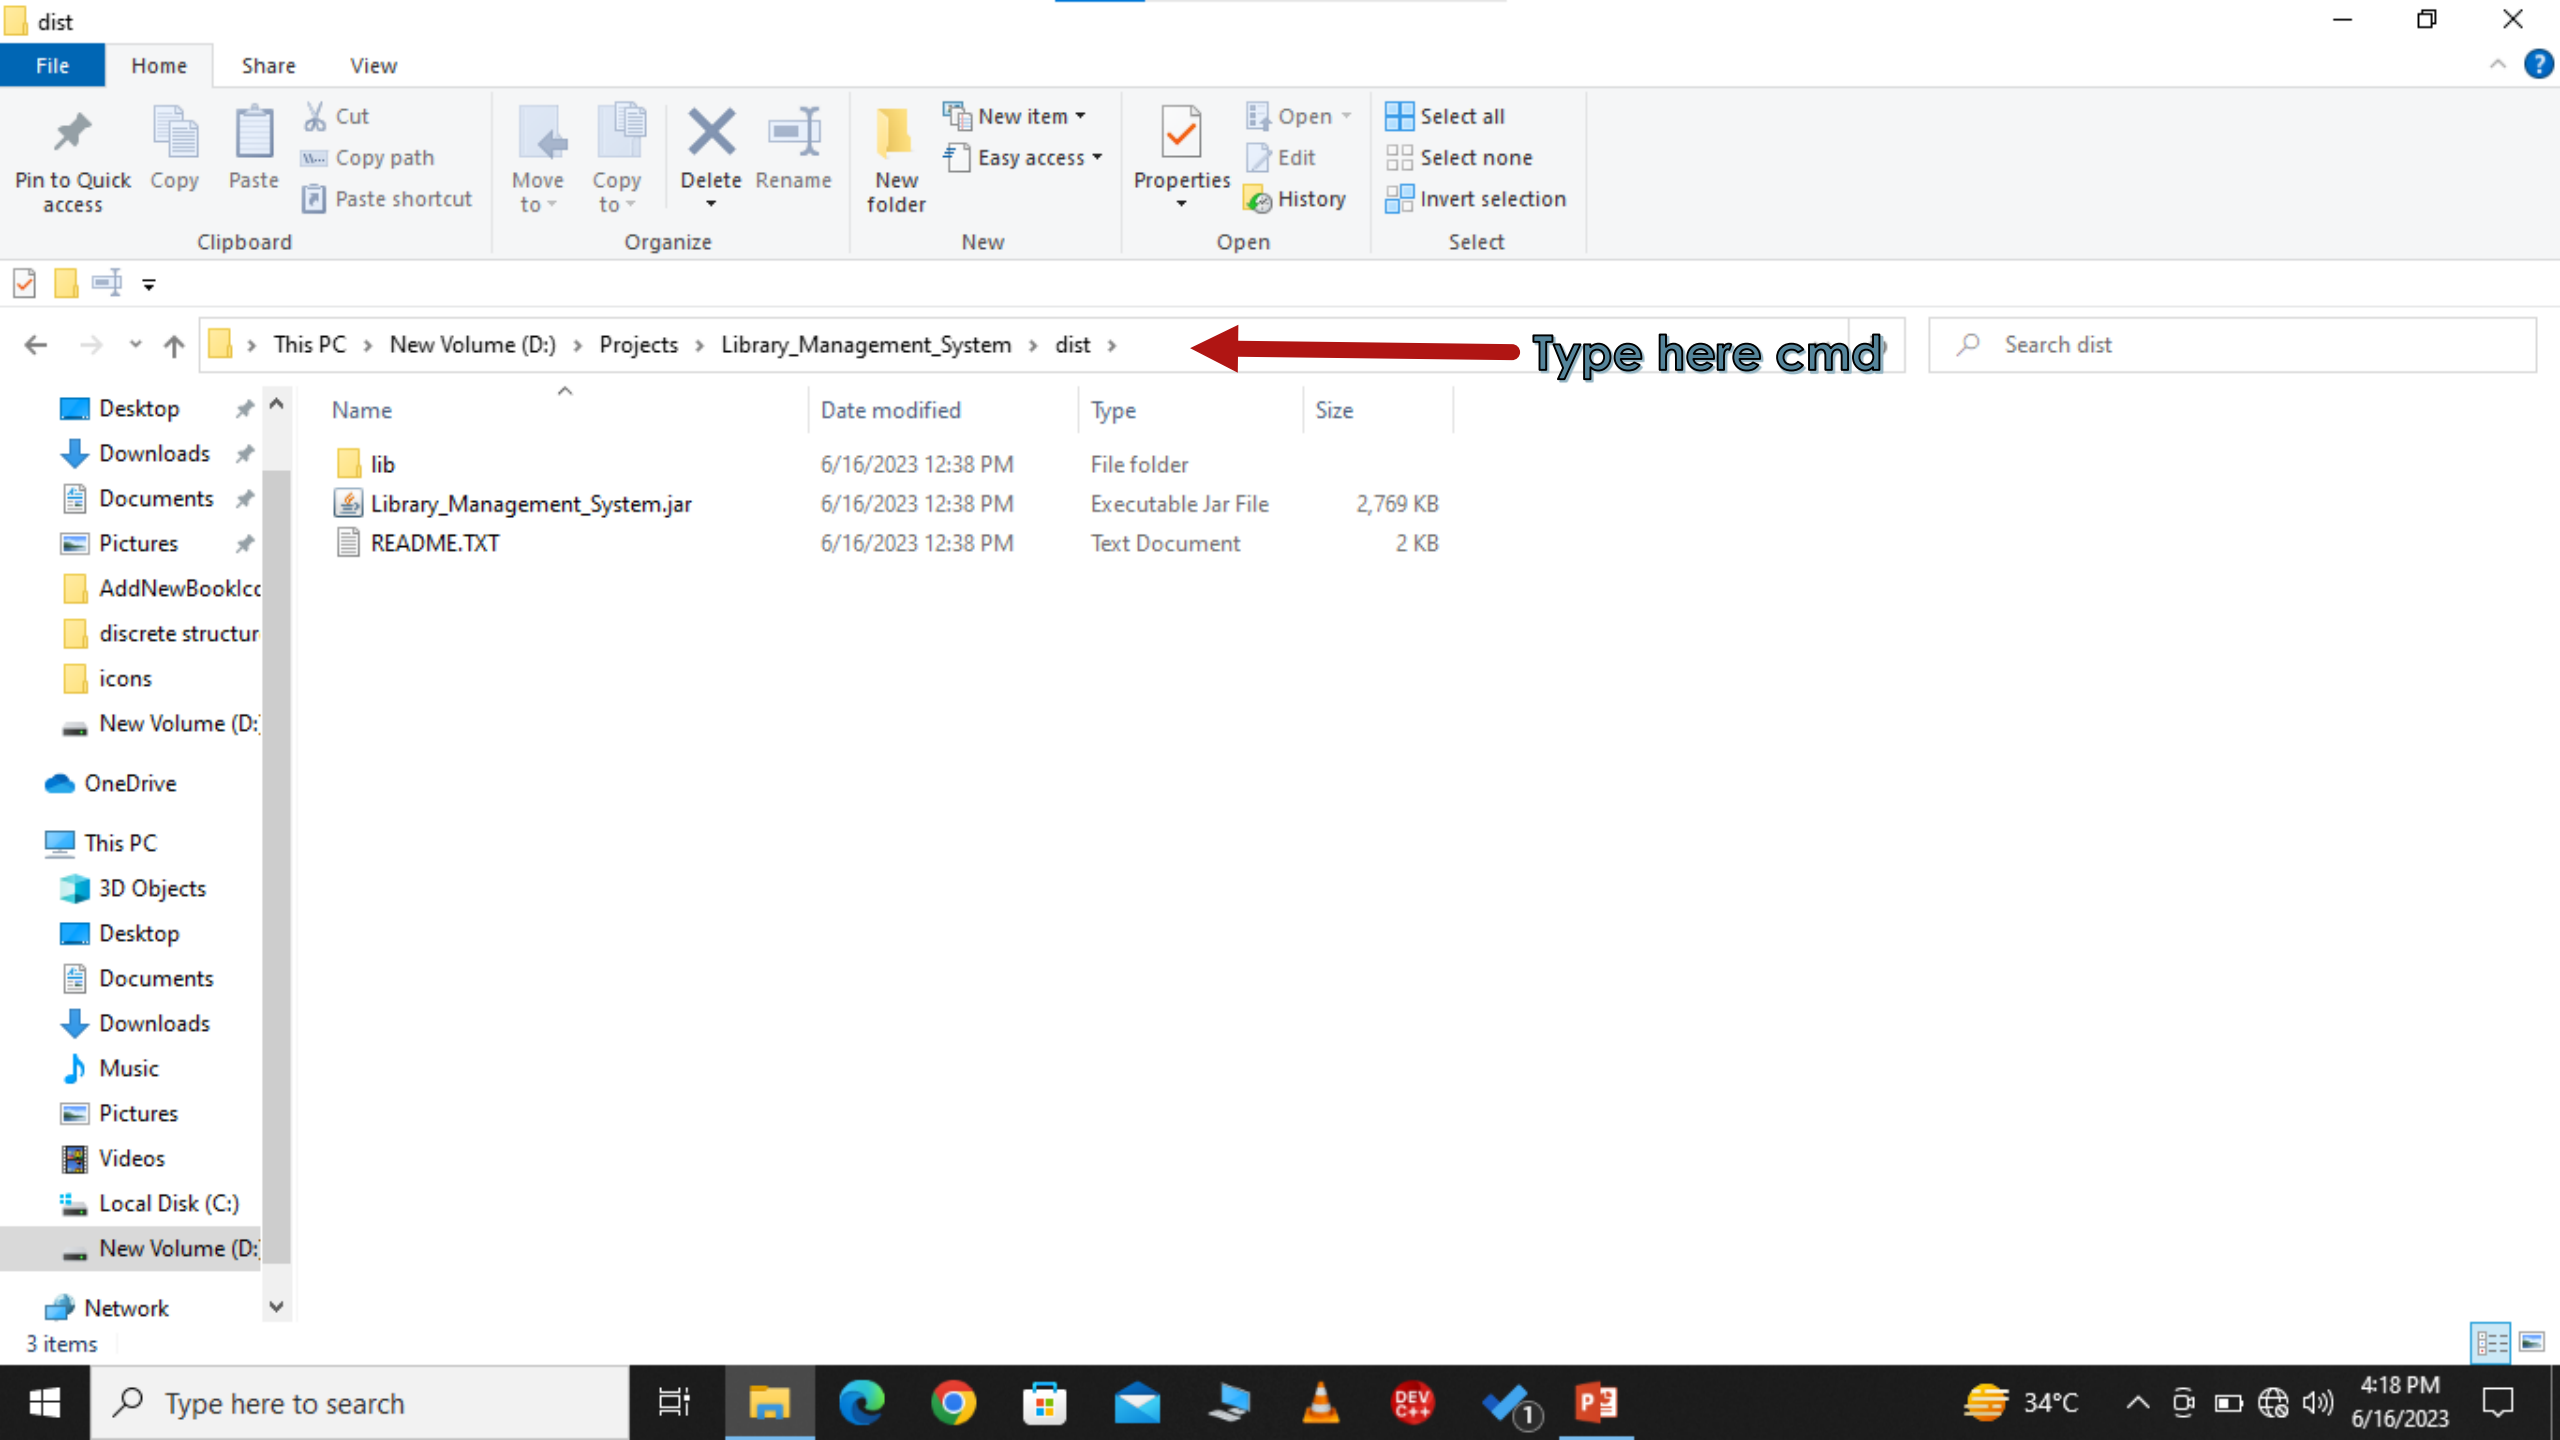 dist
File Home Share View
Pin to Quick access
Copy
Paste
Cut
Copy path
Paste shortcut
Clipboard
Move to
Copy to
Delete
Rename
Organize
New folder
New item
Easy access
New
Properties
Open
Edit
History
Open
Select all
Select none
Invert selection
Select
This PC › New Volume (D:) › Projects › Library_Management_System › dist ›
Type here cmd
Search dist
Name Date modified Type Size
lib 6/16/2023 12:38 PM File folder
Library_Management_System.jar 6/16/2023 12:38 PM Executable Jar File 2,769 KB
README.TXT 6/16/2023 12:38 PM Text Document 2 KB
Desktop
Downloads
Documents
Pictures
AddNewBookIcc
discrete structur
icons
New Volume (D:
OneDrive
This PC
3D Objects
Desktop
Documents
Downloads
Music
Pictures
Videos
Local Disk (C:)
New Volume (D:
Network
3 items
Type here to search
DEV C++
1
P
34°C
4:18 PM
6/16/2023